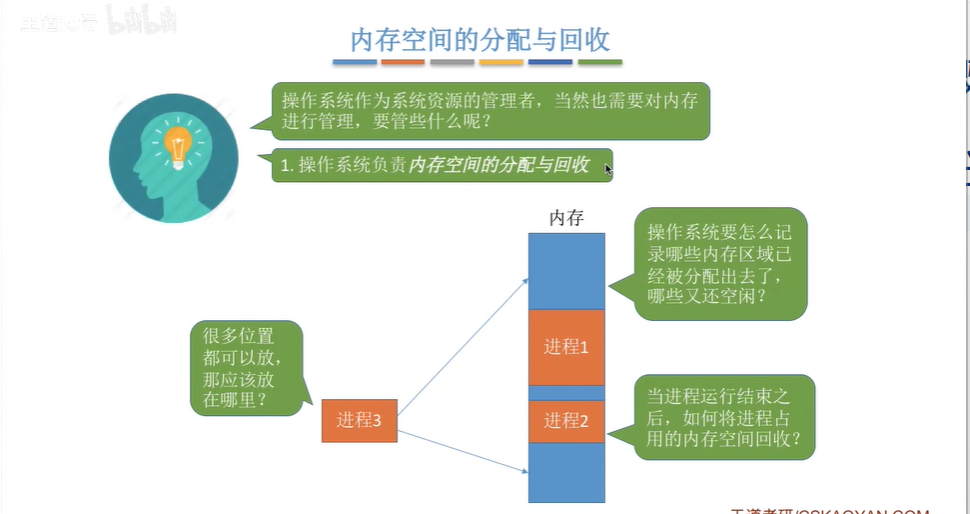 内存空间的分配与回收
操作系统作为系统资源的管理者，当然也需要对内存
进行管理，要管些什么呢？
1. 操作系统负责内存空间的分配与回收
内存
操作系统要怎么记
录哪些内存区域已
经被分配出去了，
哪些又还空闲？
很多位置
都可以放，
那应该放
在哪里？
进程1
进程3
进程2
当进程运行结束之
后，如何将进程占
用的内存空间回收？
王道考研/CSKAOYAN.COM